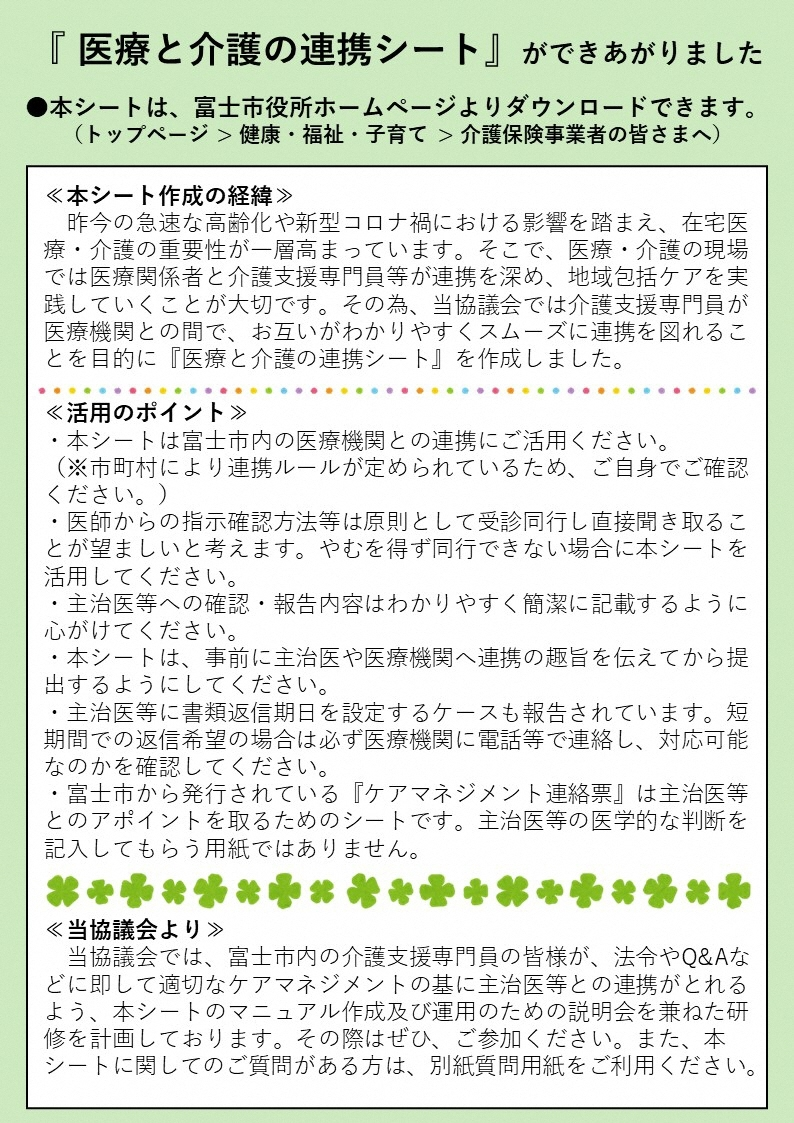 『 医療と介護の連携シート』 ができあがりました
●本シートは、富士市役所ホームページよりダウンロードできます。
（トップページ ＞ 健康・福祉・子育て ＞ 介護保険事業者の皆さまへ）
≪本シート作成の経緯≫
　昨今の急速な高齢化や新型コロナ禍における影響を踏まえ、在宅医
療・介護の重要性が一層高まっています。そこで、医療・介護の現場
では医療関係者と介護支援専門員等が連携を深め、地域包括ケアを実
践していくことが大切です。その為、当協議会では介護支援専門員が
医療機関との間で、お互いがわかりやすくスムーズに連携を図れるこ
とを目的に『医療と介護の連携シート』を作成しました。
≪活用のポイント≫
・本シートは富士市内の医療機関との連携にご活用ください。
（※市町村により連携ルールが定められているため、ご自身でご確認
ください。）
・医師からの指示確認方法等は原則として受診同行し直接聞き取るこ
とが望ましいと考えます。やむを得ず同行できない場合に本シートを
活用してください。
・主治医等への確認・報告内容はわかりやすく簡潔に記載するように
心がけてください。
・本シートは、事前に主治医や医療機関へ連携の趣旨を伝えてから提
出するようにしてください。
・主治医等に書類返信期日を設定するケースも報告されています。短
期間での返信希望の場合は必ず医療機関に電話等で連絡し、対応可能
なのかを確認してください。
・富士市から発行されている『ケアマネジメント連絡票』は主治医等
とのアポイントを取るためのシートです。主治医等の医学的な判断を
記入してもらう用紙ではありません。
≪当協議会より≫
　当協議会では、富士市内の介護支援専門員の皆様が、法令やQ&Aな
どに即して適切なケアマネジメントの基に主治医等との連携がとれる
よう、本シートのマニュアル作成及び運用のための説明会を兼ねた研
修を計画しております。その際はぜひ、ご参加ください。また、本
シートに関してのご質問がある方は、別紙質問用紙をご利用ください。